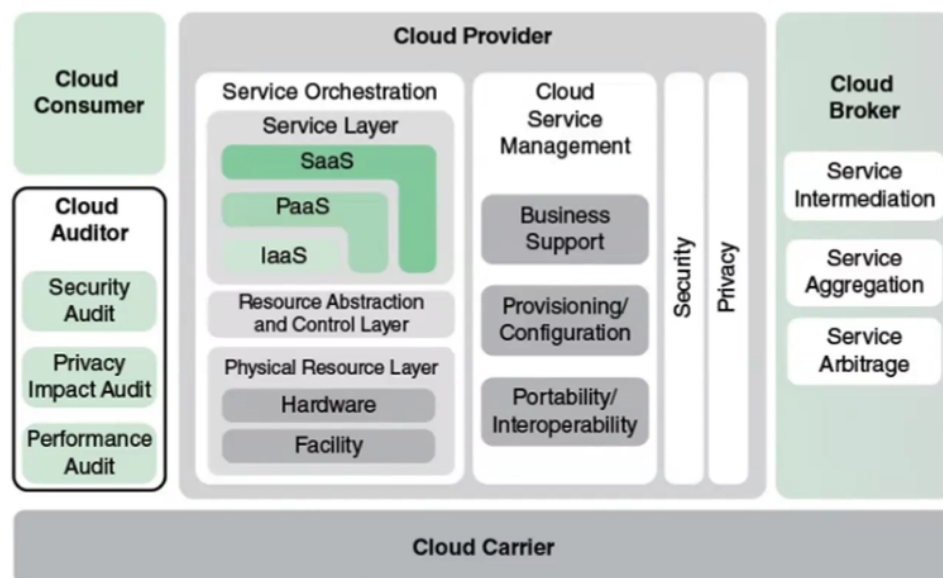 Cloud
Consumer
Cloud
Auditor
Security
Audit
Privacy
Impact Audit
Performance
Audit
Cloud Provider
Service Orchestration
Service Layer
SaaS
PaaS
IaaS
Resource Abstraction
and Control Layer
Physical Resource Layer
Hardware
Facility
Cloud
Service
Management
Business
Support
Provisioning/
Configuration
Portability/
Interoperability
Security
Privacy
Cloud
Broker
Service
Intermediation
Service
Aggregation
Service
Arbitrage
Cloud Carrier